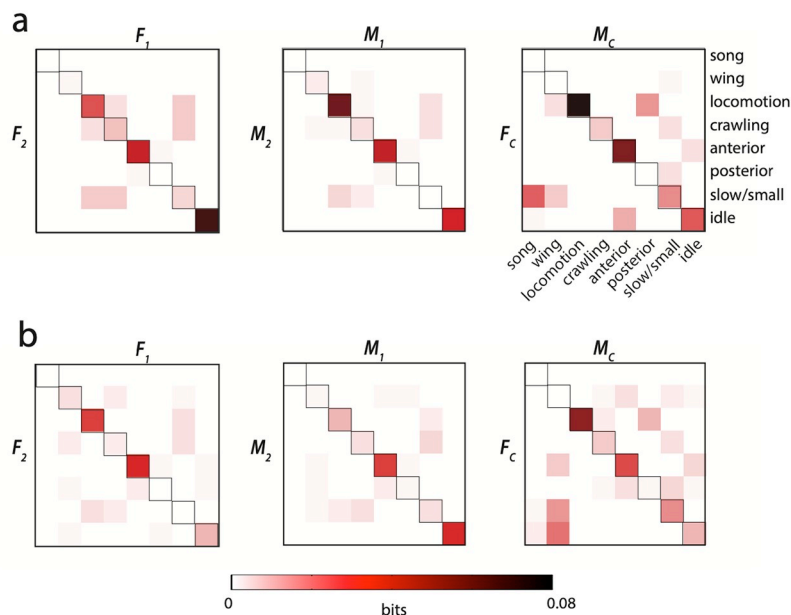 a
F1
M1
MC
F2
M2
FC
song
wing
locomotion
crawling
anterior
posterior
slow/small
idle
song
wing
locomotion
crawling
anterior
posterior
slow/small
idle
b
F1
M1
MC
F2
M2
FC
0
0.08
bits